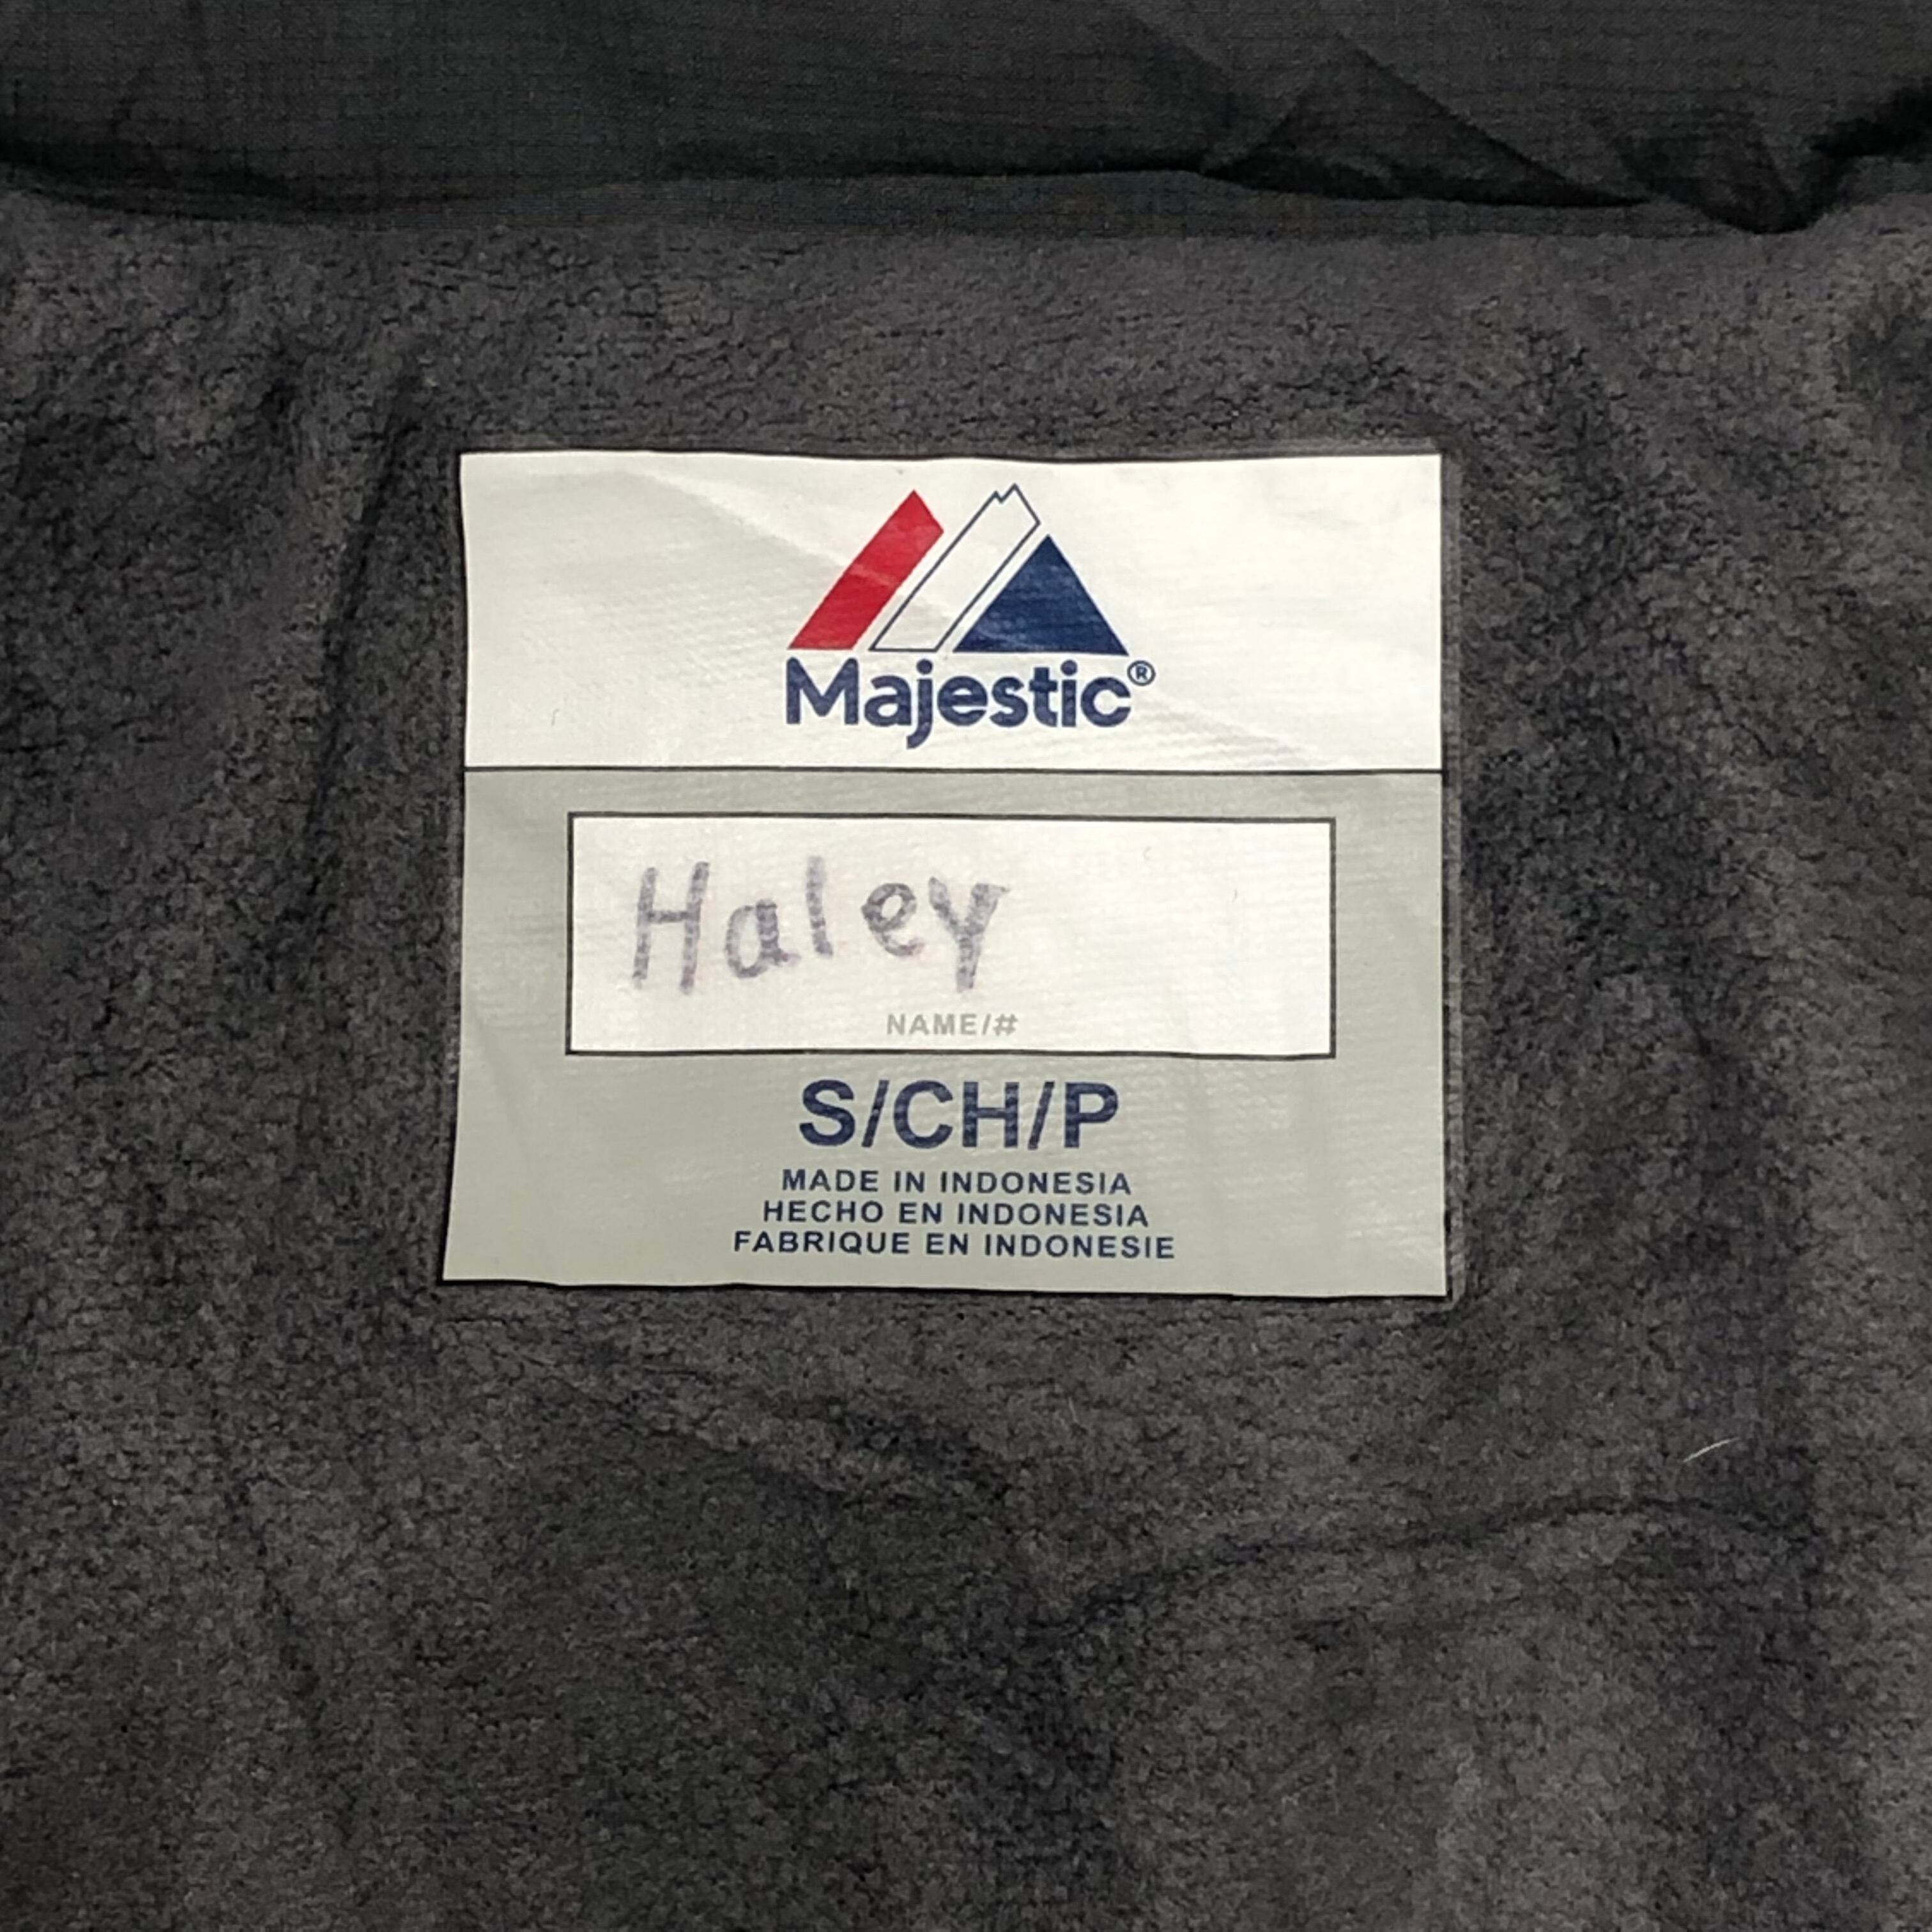 Majestic®
Haley
NAME/#
S/CH/P
MADE IN INDONESIA
HECHO EN INDONESIA
FABRIQUE EN INDONESIE